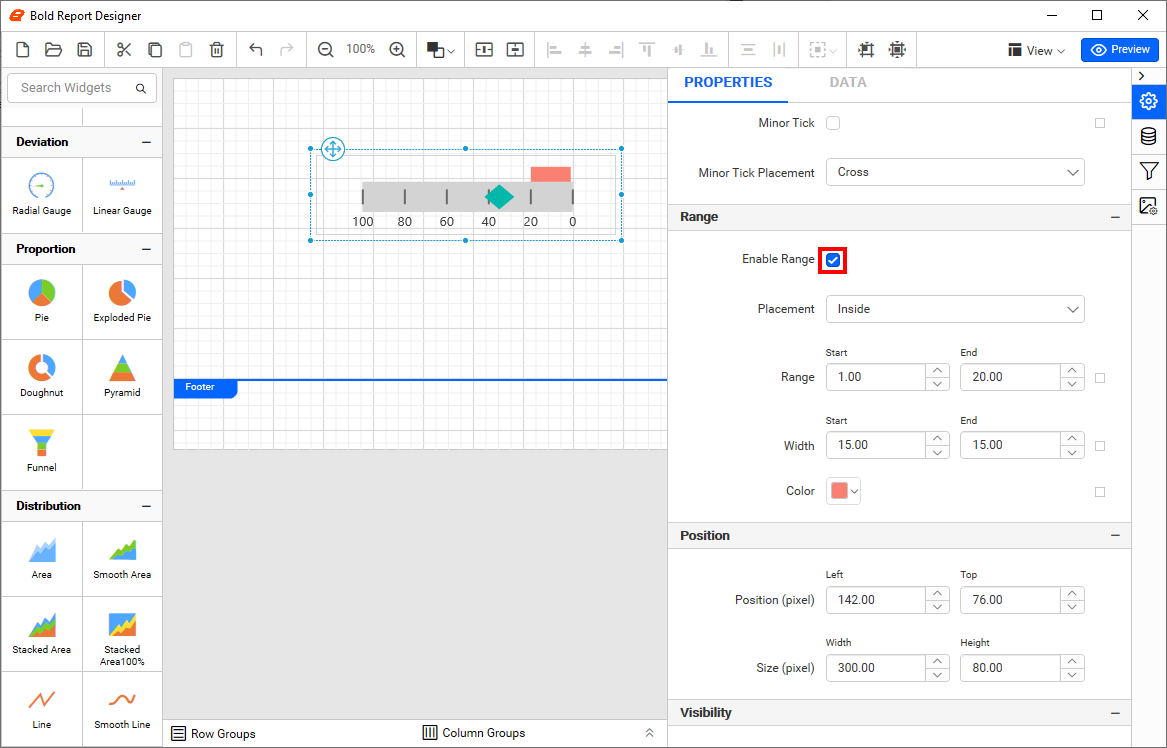 Bold Report Designer
100%
View
Preview
Search Widgets
Deviation
Radial Gauge
Linear Gauge
Proportion
Pie
Exploded Pie
Doughnut
Pyramid
Funnel
Distribution
Area
Smooth Area
Stacked Area
Stacked
Area100%
Line
Smooth Line
100 80 60 40 20 0
Footer
Row Groups
Column Groups
PROPERTIES
DATA
Minor Tick
Minor Tick Placement
Cross
Range
Enable Range
Placement
Inside
Start
End
Range
1.00
20.00
Start
End
Width
15.00
15.00
Color
Position
Left
Top
Position (pixel)
142.00
76.00
Width
Height
Size (pixel)
300.00
80.00
Visibility